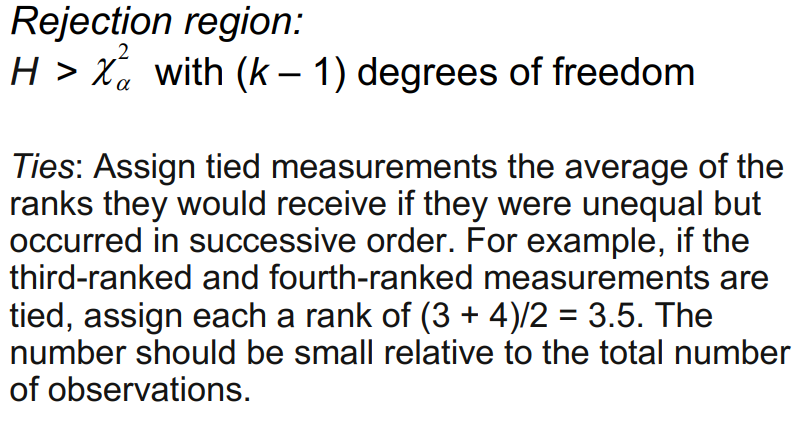 Rejection region:
H > χ²α with (k – 1) degrees of freedom
Ties: Assign tied measurements the average of the
ranks they would receive if they were unequal but
occurred in successive order. For example, if the
third-ranked and fourth-ranked measurements are
tied, assign each a rank of (3 + 4)/2 = 3.5. The
number should be small relative to the total number
of observations.